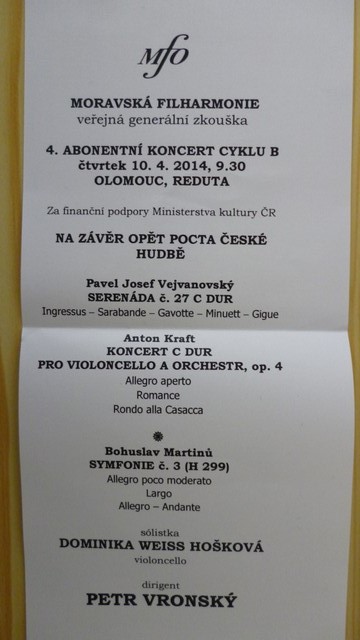 mfo
MORAVSKÁ FILHARMONIE
veřejná generální zkouška
4. ABONENTNÍ KONCERT CYKLU B
čtvrtek 10. 4. 2014, 9.30
OLOMOUC, REDUTA
Za finanční podpory Ministerstva kultury ČR
NA ZÁVĚR OPĚT POCTA ČESKÉ
HUDBĚ
Pavel Josef Vejvanovský
SERENÁDA č. 27 C DUR
Ingressus – Sarabande – Gavotte – Minuett – Gigue
Anton Kraft
KONCERT C DUR
PRO VIOLONCELLO A ORCHESTR, op. 4
Allegro aperto
Romance
Rondo alla Casacca
Bohuslav Martinů
SYMFONIE č. 3 (H 299)
Allegro poco moderato
Largo
Allegro – Andante
sólistka
DOMINIKA WEISS HOŠKOVÁ
violoncello
dirigent
PETR VRONSKÝ